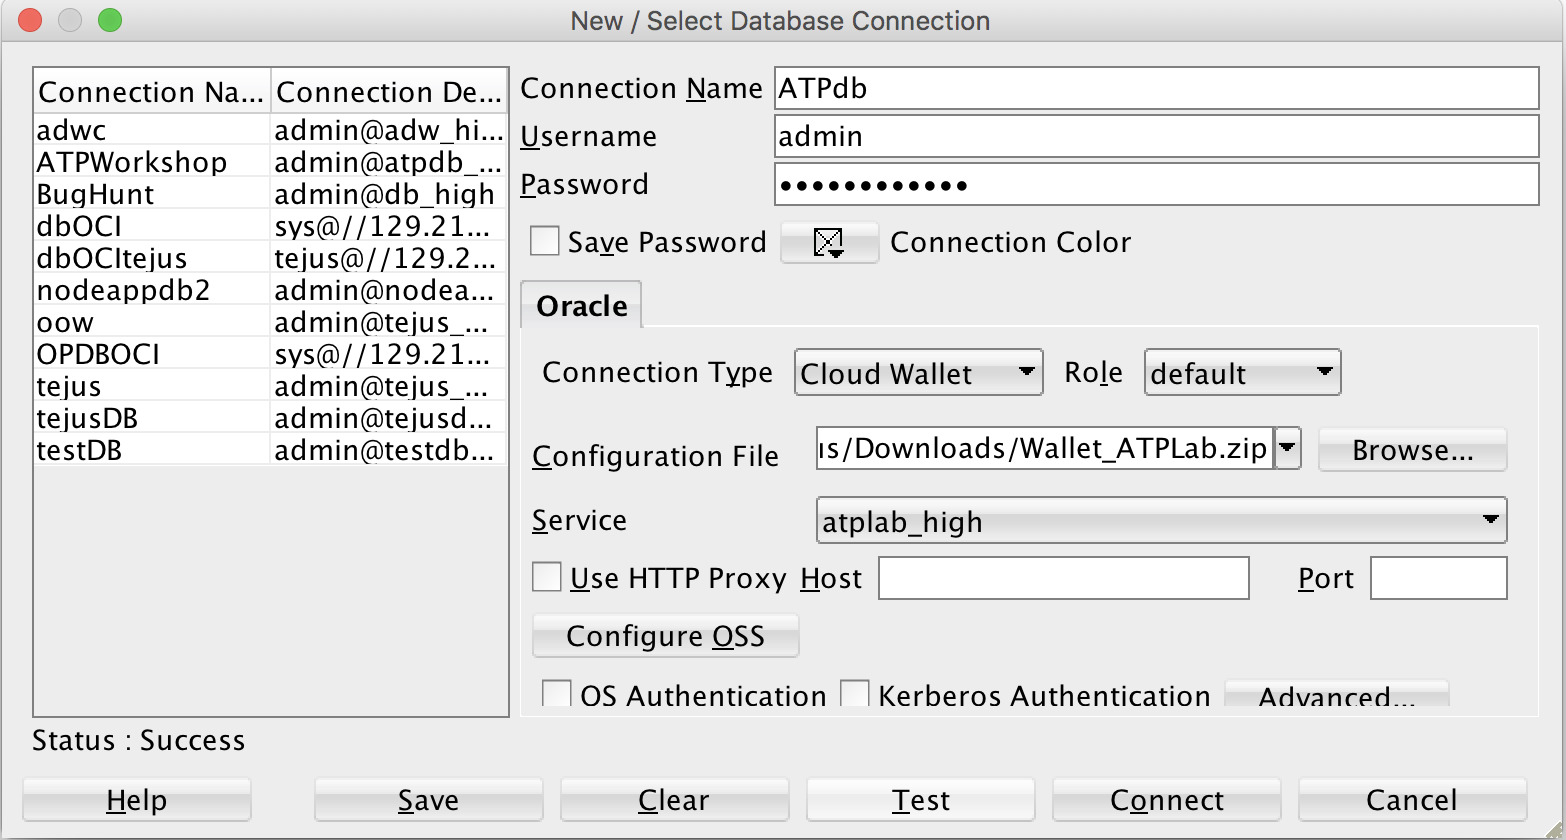 New / Select Database Connection
Connection Na... Connection De...
adwc admin@adw_hi...
ATPWorkshop admin@atpdb_...
BugHunt admin@db_high
dbOCI sys@//129.21...
dbOCItejus tejus@//129.2...
nodeappdb2 admin@nodea...
oow admin@tejus_...
OPDBOCI sys@//129.21...
tejus admin@tejus_...
tejusDB admin@tejusd...
testDB admin@testdb...
Connection Name ATPdb
Username admin
Password ••••••••••••
Save Password Connection Color
Oracle
Connection Type Cloud Wallet Role default
Configuration File ıs/Downloads/Wallet_ATPLab.zip Browse...
Service atplab_high
Use HTTP Proxy Host Port
Configure OSS
OS Authentication Kerberos Authentication Advanced...
Status : Success
Help Save Clear Test Connect Cancel